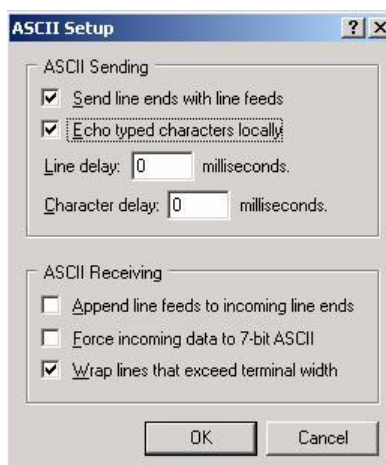 ASCII Setup
ASCII Sending
Send line ends with line feeds
Echo typed characters locally
Line delay: 0 milliseconds.
Character delay: 0 milliseconds.
ASCII Receiving
Append line feeds to incoming line ends
Force incoming data to 7-bit ASCII
Wrap lines that exceed terminal width
OK Cancel